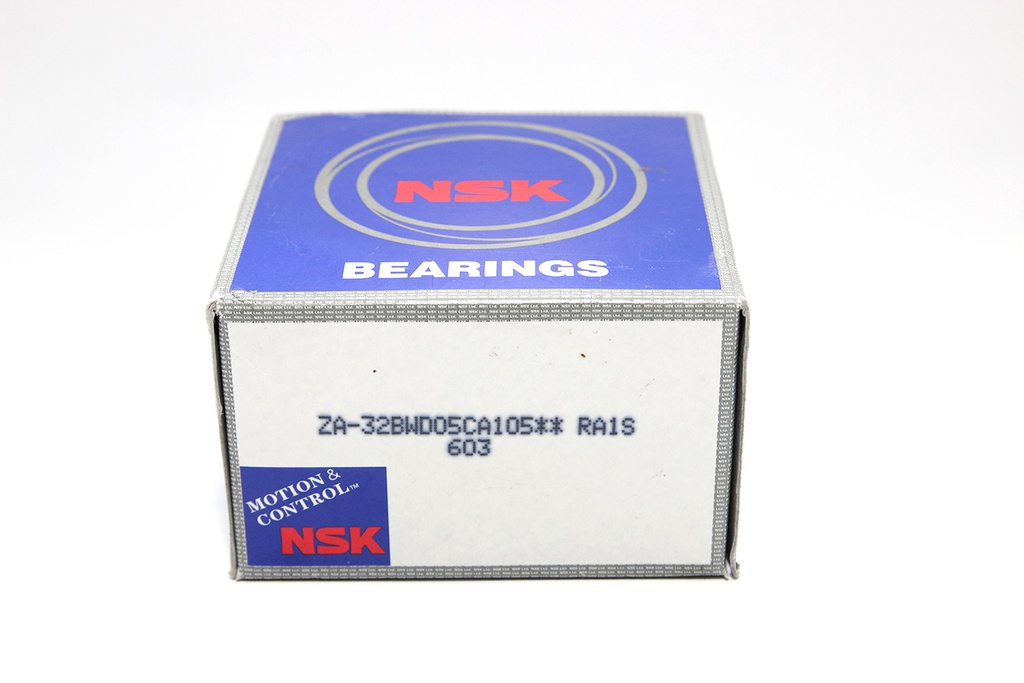 NSK
BEARINGS
ZA-32BWD05CA105** RA1S
603
MOTION &
CONTROL™
NSK